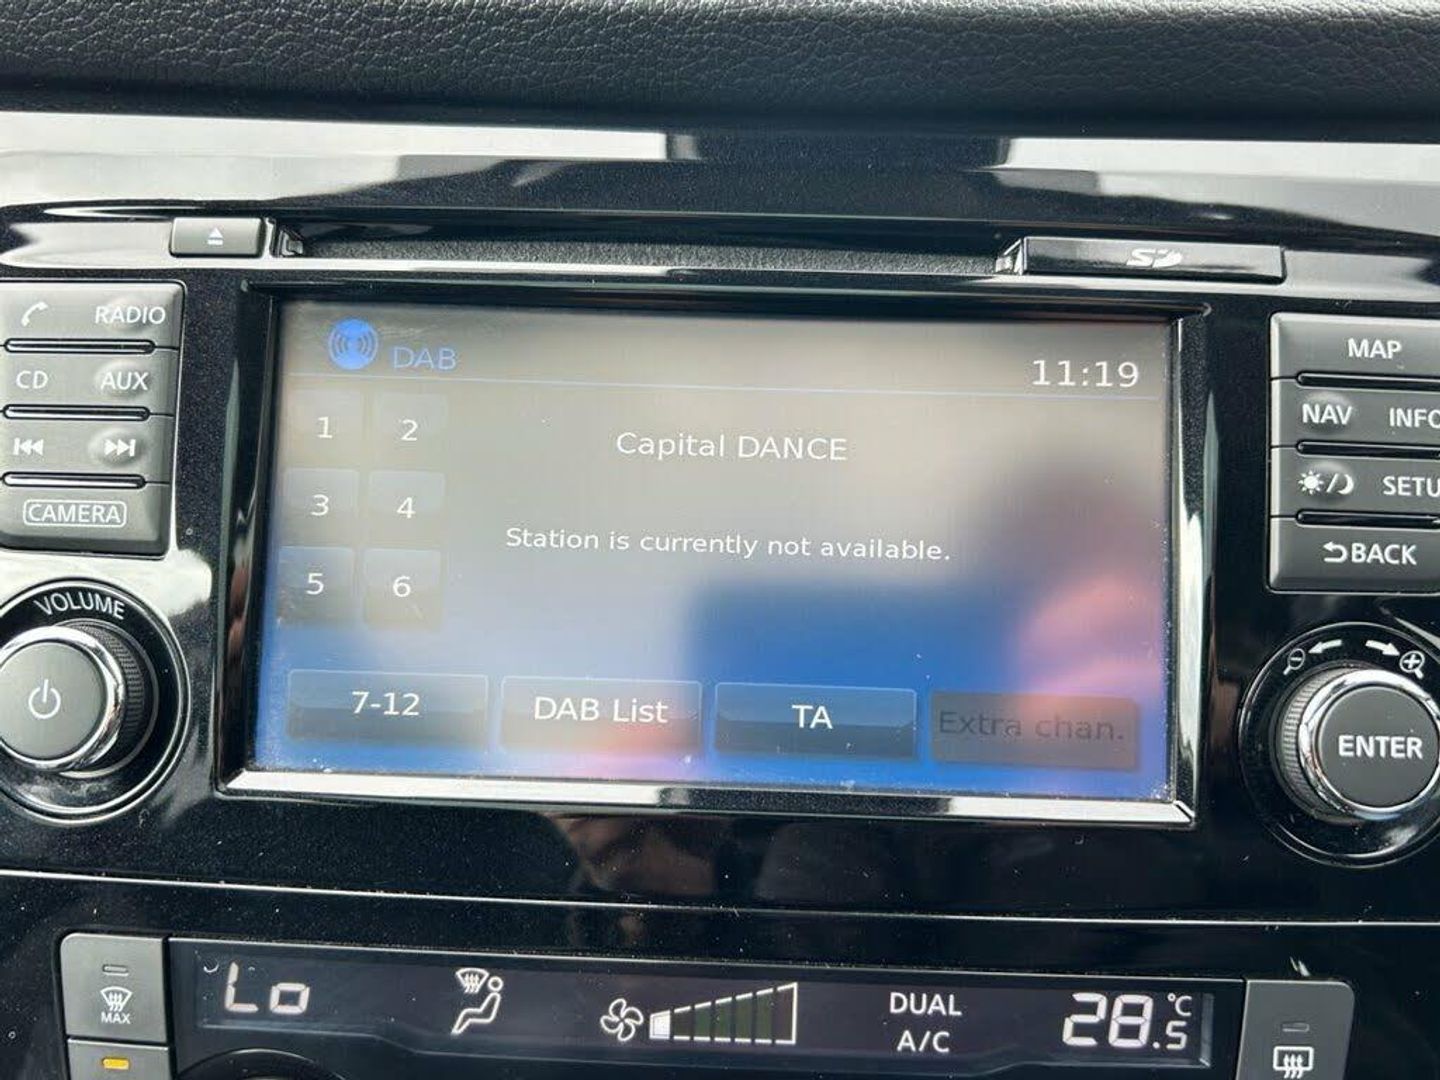 SD
RADIO
CD AUX
CAMERA
VOLUME
DAB
11:19
1 2
3 4
5 6
Capital DANCE
Station is currently not available.
7-12
DAB List
TA
Extra chan.
MAP
NAV INFO
SETU
BACK
ENTER
MAX
Lo
DUAL
A/C
28.5 °C